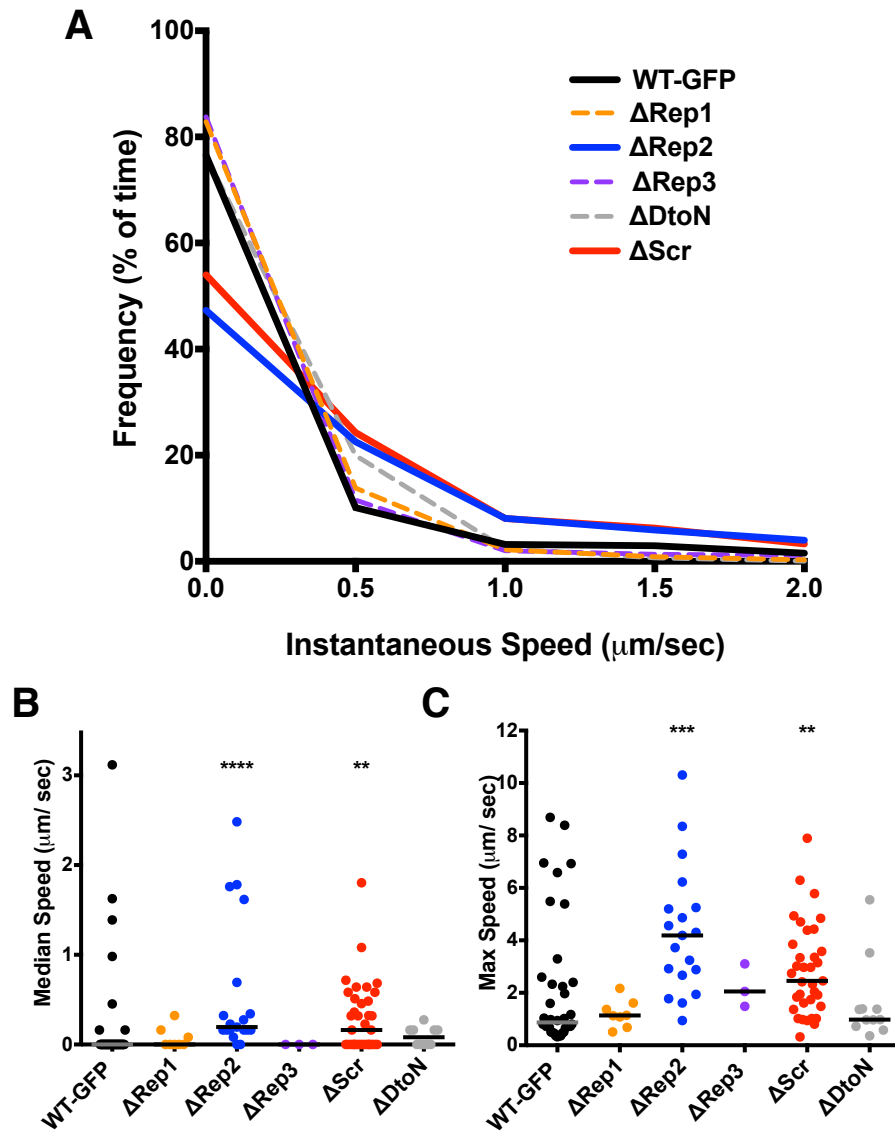 A
100
80
60
40
20
0
Frequency (% of time)
0.0 0.5 1.0 1.5 2.0
Instantaneous Speed (μm/sec)
WT-GFP
ΔRep1
ΔRep2
ΔRep3
ΔDtoN
ΔScr
B
3
2
1
0
Median Speed (μm/ sec)
**** **
WT-GFP ΔRep1 ΔRep2 ΔRep3 ΔScr ΔDtoN
C
12
10
8
6
4
2
0
Max Speed (μm/ sec)
*** **
WT-GFP ΔRep1 ΔRep2 ΔRep3 ΔScr ΔDtoN